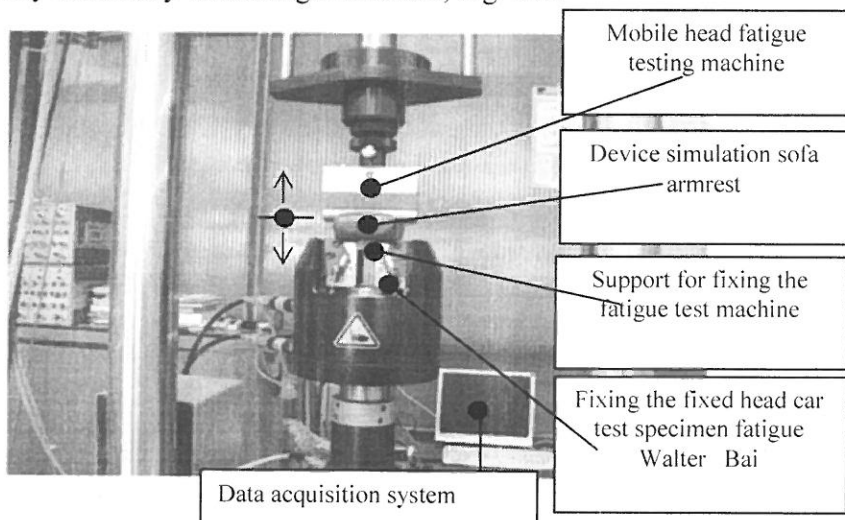 Mobile head fatigue
testing machine
Device simulation sofa
armrest
Support for fixing the
fatigue test machine
Fixing the fixed head car
test specimen fatigue
Walter Bai
Data acquisition system